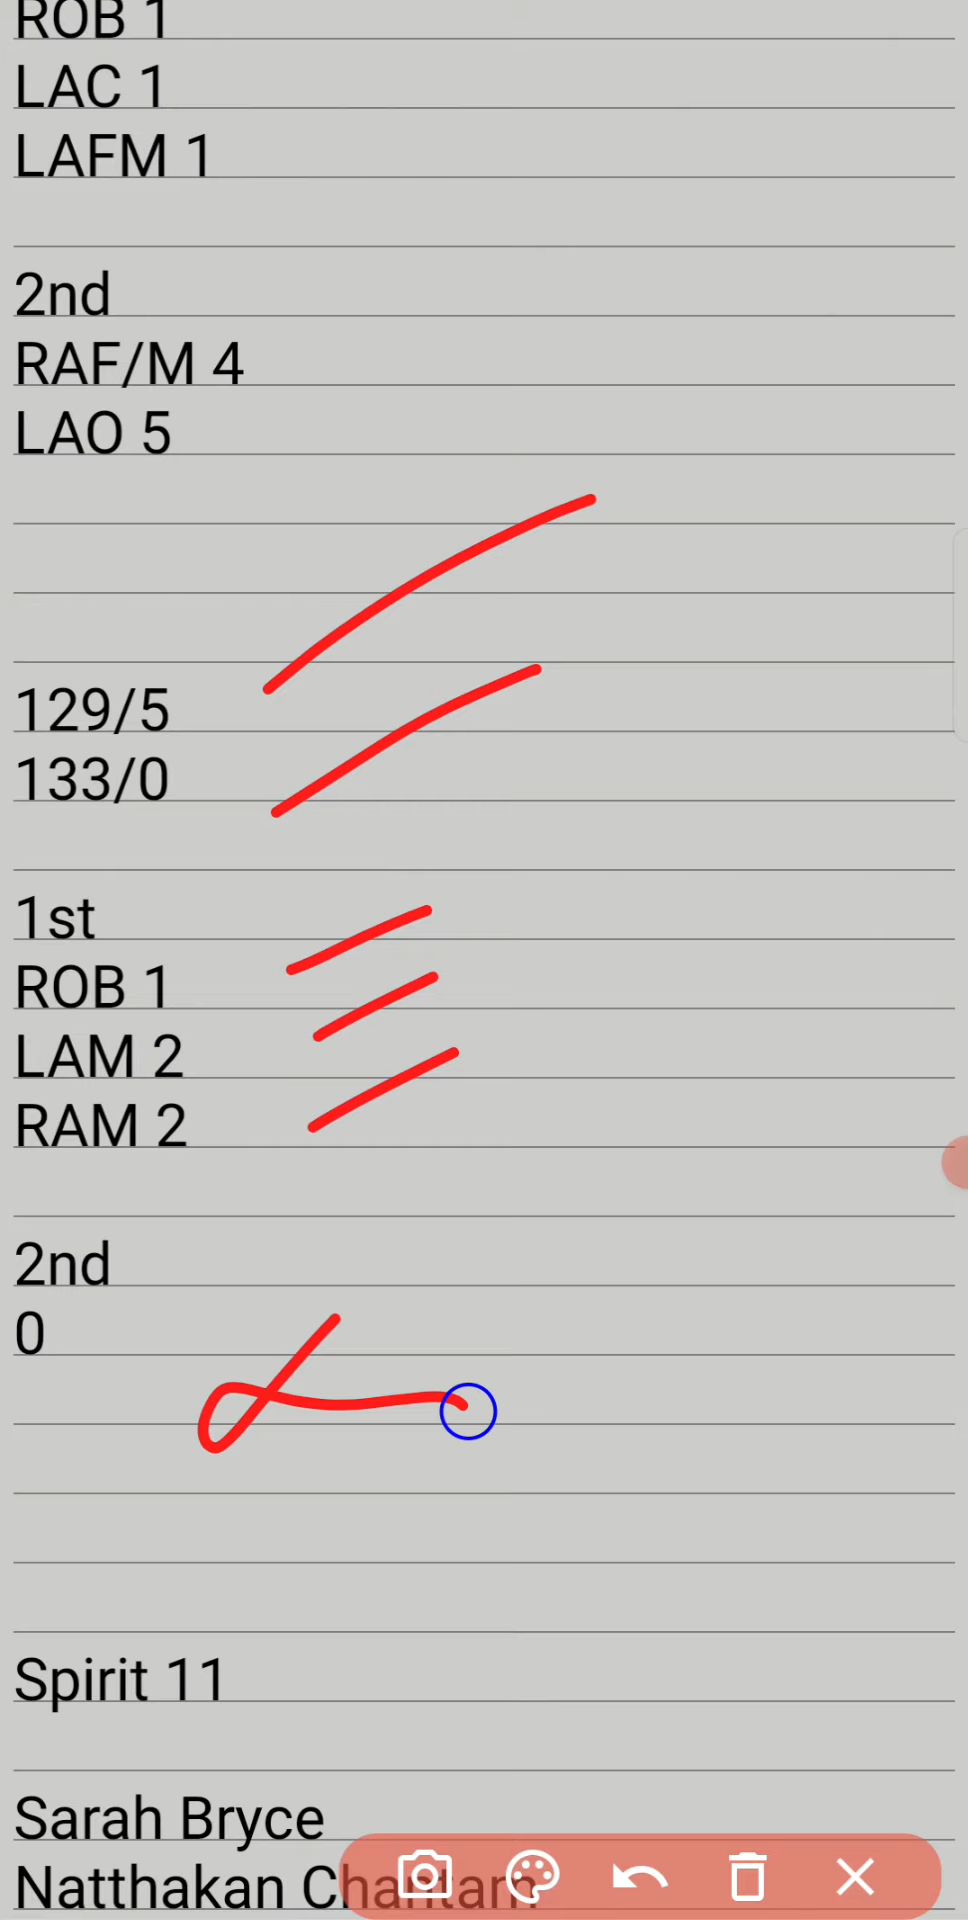 ROB 1
LAC 1
LAFM 1
2nd
RAF/M 4
LAO 5
129/5
133/0
1st
ROB 1
LAM 2
RAM 2
2nd
0
Spirit 11
Sarah Bryce
Natthakan Chantam